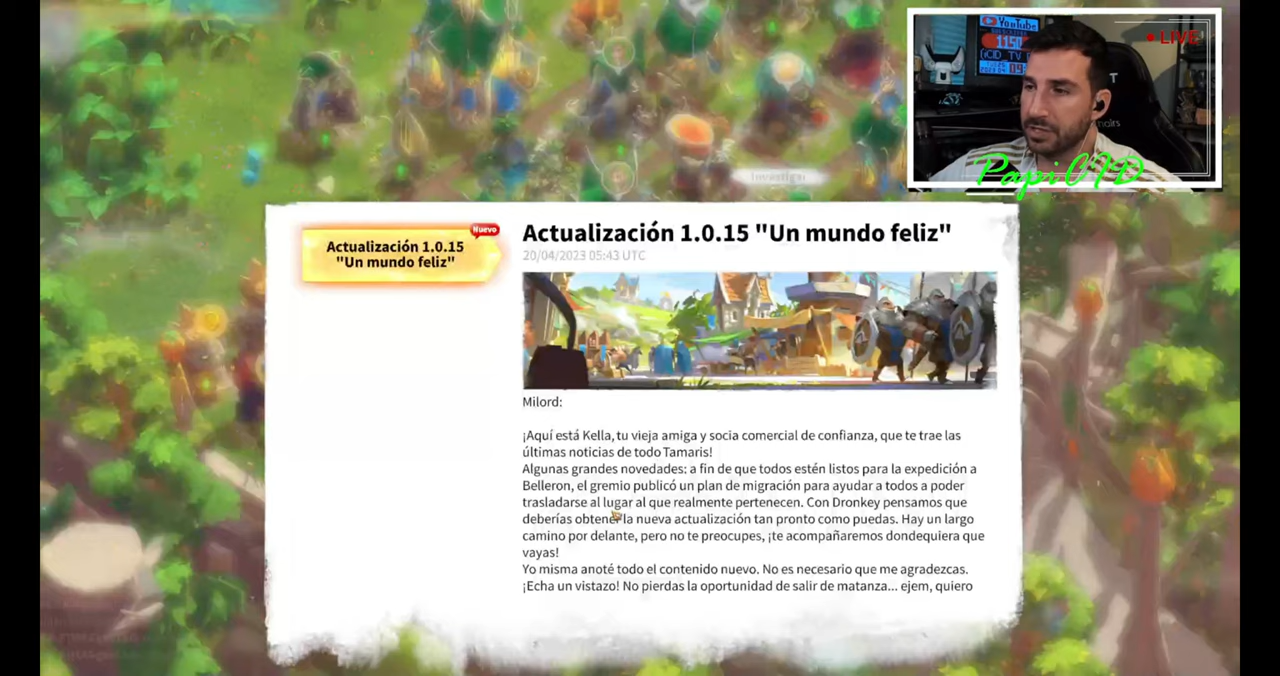 YouTube
LIVE
PapiCID
Investigar
Nuevo
Actualización 1.0.15
"Un mundo feliz"
Actualización 1.0.15 "Un mundo feliz"
20/04/2023 05:43 UTC
Milord:
¡Aquí está Kella, tu vieja amiga y socia comercial de confianza, que te trae las
últimas noticias de todo Tamaris!
Algunas grandes novedades: a fin de que todos estén listos para la expedición a
Belleron, el gremio publicó un plan de migración para ayudar a todos a poder
trasladarse al lugar al que realmente pertenecen. Con Dronkey pensamos que
deberías obtener la nueva actualización tan pronto como puedas. Hay un largo
camino por delante, pero no te preocupes, ¡te acompañaremos dondequiera que
vayas!
Yo misma anoté todo el contenido nuevo. No es necesario que me agradezcas.
¡Echa un vistazo! No pierdas la oportunidad de salir de matanza... ejem, quiero